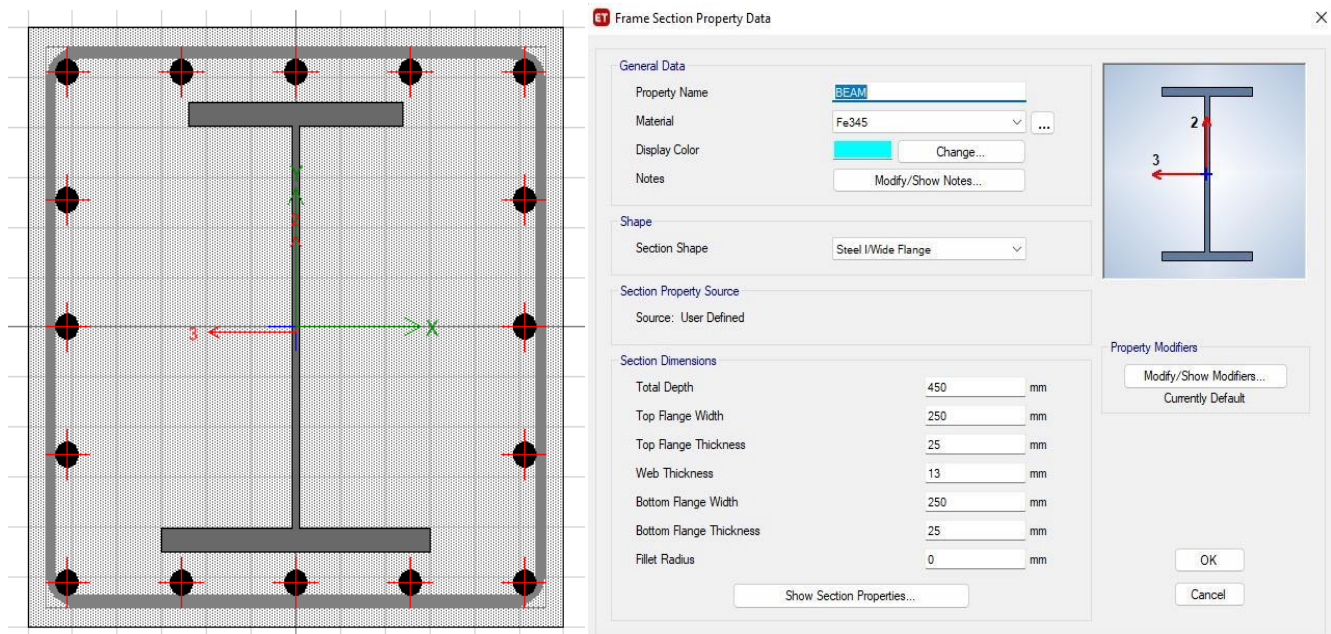 Y
2
3
X
ET Frame Section Property Data
General Data
Property Name BEAM
Material Fe345 ...
Display Color Change...
Notes Modify/Show Notes...
2
3
Shape
Section Shape Steel I/Wide Flange
Section Property Source
Source: User Defined
Section Dimensions
Total Depth 450 mm
Top Flange Width 250 mm
Top Flange Thickness 25 mm
Web Thickness 13 mm
Bottom Flange Width 250 mm
Bottom Flange Thickness 25 mm
Fillet Radius 0 mm
Show Section Properties...
Property Modifiers
Modify/Show Modifiers...
Currently Default
OK
Cancel